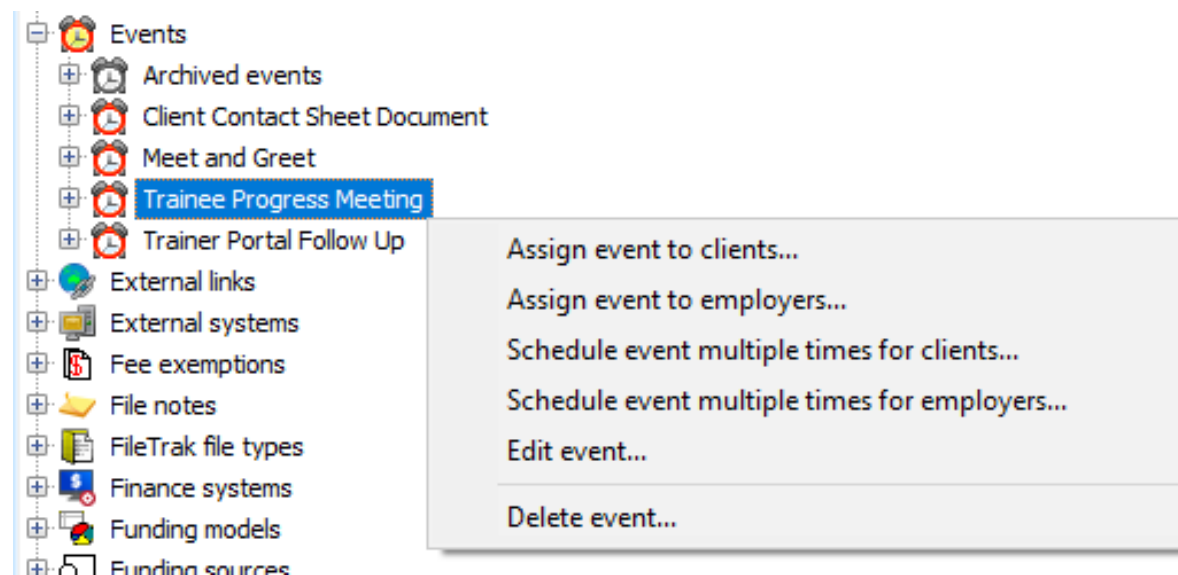 Events
Archived events
Client Contact Sheet Document
Meet and Greet
Trainee Progress Meeting
Trainer Portal Follow Up
External links
External systems
Fee exemptions
File notes
FileTrak file types
Finance systems
Funding models
Funding sources
Assign event to clients...
Assign event to employers...
Schedule event multiple times for clients...
Schedule event multiple times for employers...
Edit event...
Delete event...